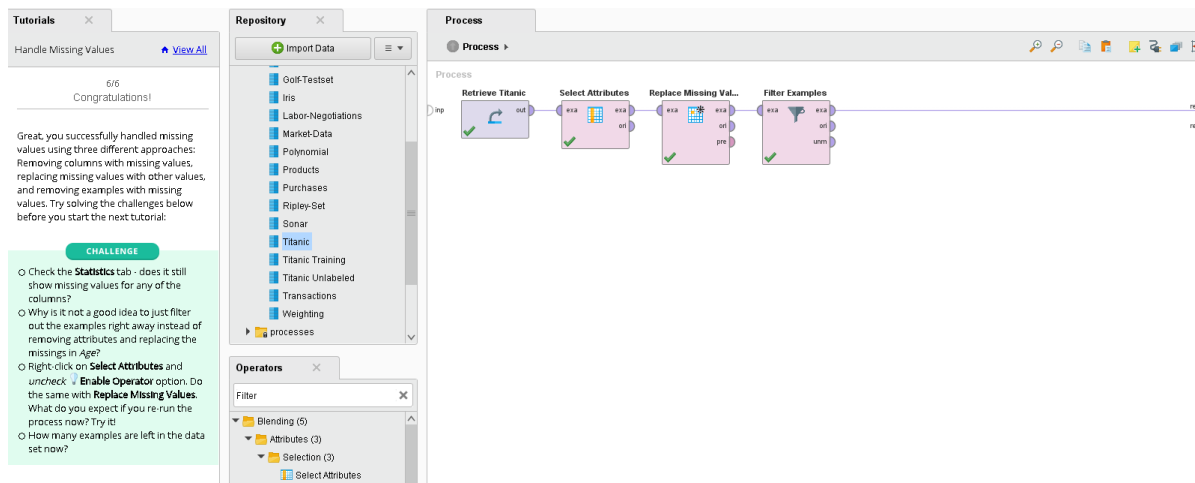 Tutorials
Handle Missing Values
View All
6/6
Congratulations!
Great, you successfully handled missing
values using three different approaches:
Removing columns with missing values,
replacing missing values with other values,
and removing examples with missing
values. Try solving the challenges below
before you start the next tutorial:
CHALLENGE
Check the Statistics tab - does it still
show missing values for any of the
columns?
Why is it not a good idea to just filter
out the examples right away instead of
removing attributes and replacing the
missings in Age?
Right-click on Select Attributes and
uncheck Enable Operator option. Do
the same with Replace Missing Values.
What do you expect if you re-run the
process now? Try it!
How many examples are left in the data
set now?
Repository
Import Data
Golf-Testset
Iris
Labor-Negotiations
Market-Data
Polynomial
Products
Purchases
Ripley-Set
Sonar
Titanic
Titanic Training
Titanic Unlabeled
Transactions
Weighting
processes
Operators
Filter
Blending (5)
Attributes (3)
Selection (3)
Select Attributes
Process
Process
Process
inp
Retrieve Titanic
out
Select Attributes
exa exa
ori
Replace Missing Val...
exa exa
ori
pre
Filter Examples
exa exa
ori
unm